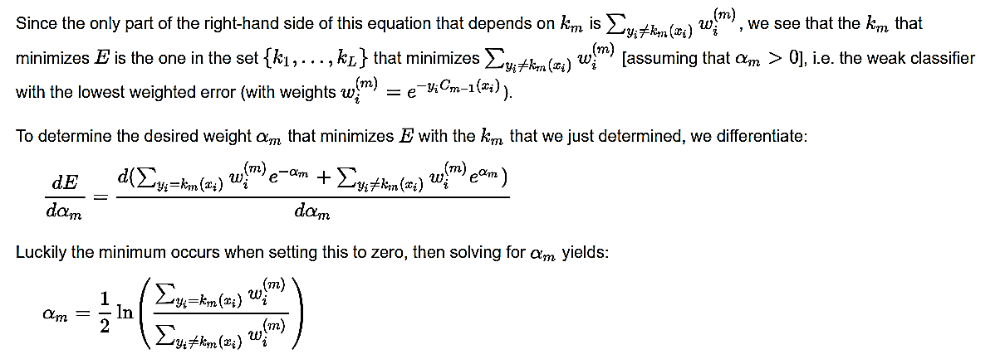 Since the only part of the right-hand side of this equation that depends on $k_m$ is $\sum_{y_i \neq k_m(x_i)} w_i^{(m)}$, we see that the $k_m$ that
minimizes $E$ is the one in the set $\{k_1, \ldots, k_L\}$ that minimizes $\sum_{y_i \neq k_m(x_i)} w_i^{(m)}$ [assuming that $\alpha_m > 0$], i.e. the weak classifier
with the lowest weighted error (with weights $w_i^{(m)} = e^{-y_i C_{m-1}(x_i)}$).
To determine the desired weight $\alpha_m$ that minimizes $E$ with the $k_m$ that we just determined, we differentiate:
$\frac{dE}{d\alpha_m} = \frac{d(\sum_{y_i = k_m(x_i)} w_i^{(m)} e^{-\alpha_m} + \sum_{y_i \neq k_m(x_i)} w_i^{(m)} e^{\alpha_m})}{d\alpha_m}$
Luckily the minimum occurs when setting this to zero, then solving for $\alpha_m$ yields:
$\alpha_m = \frac{1}{2} \ln \left( \frac{\sum_{y_i = k_m(x_i)} w_i^{(m)}}{\sum_{y_i \neq k_m(x_i)} w_i^{(m)}} \right)$